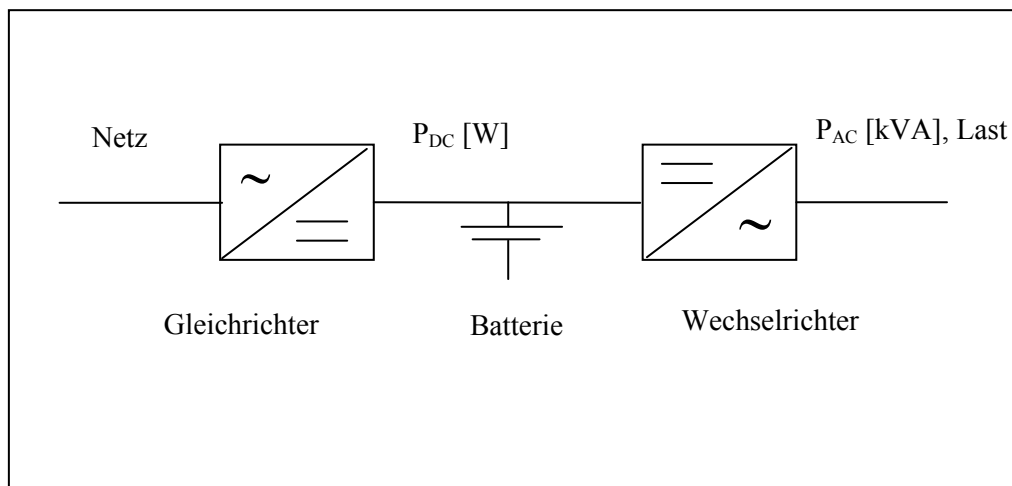 Netz
P_DC [W]
P_AC [kVA], Last
~
~
Gleichrichter
Batterie
Wechselrichter